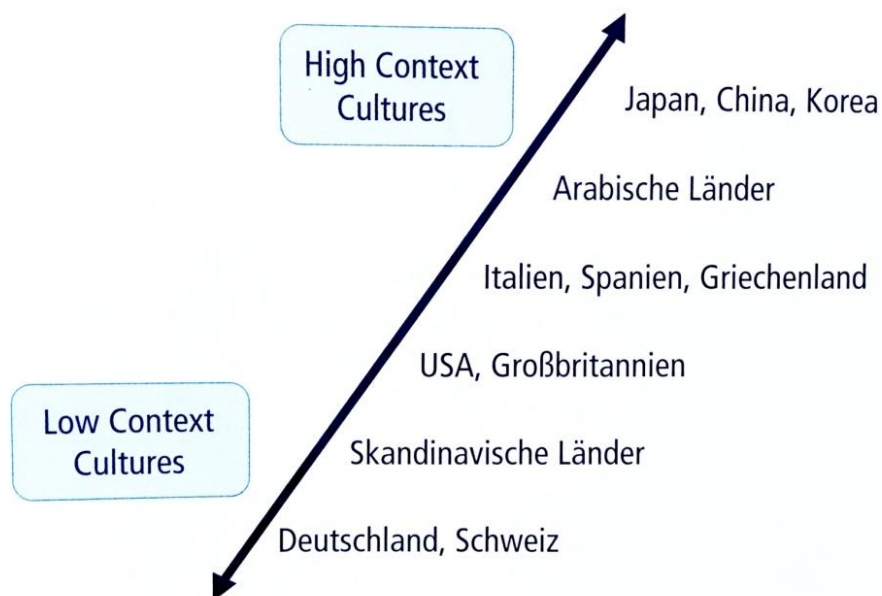 High Context
Cultures
Japan, China, Korea
Arabische Länder
Italien, Spanien, Griechenland
USA, Großbritannien
Low Context
Cultures
Skandinavische Länder
Deutschland, Schweiz